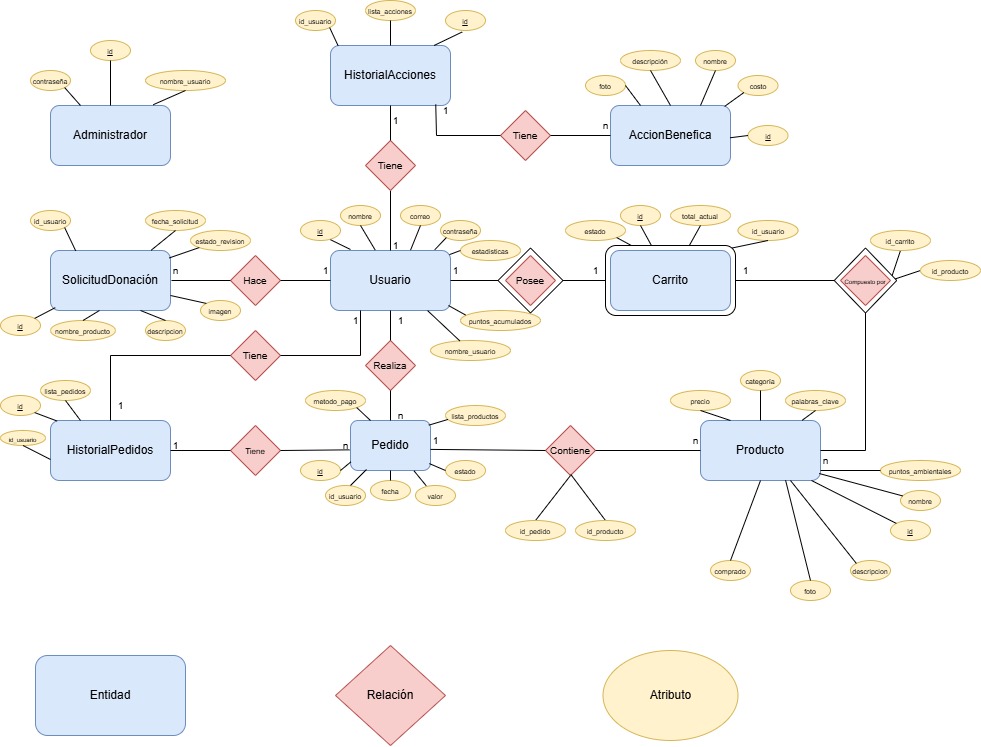 id_usuario
lista_acciones
id
HistorialAcciones
1
1
Tiene
Tiene
n
descripción
nombre
foto
costo
AccionBenefica
id
id
contraseña
nombre_usuario
Administrador
id_usuario
fecha_solicitud
estado_revision
SolicitudDonación
n
imagen
id
nombre_producto
descripcion
Hace
1
nombre
correo
id
contraseña
estadisticas
1
Usuario
1
puntos_acumulados
nombre_usuario
Posee
1
estado
id
total_actual
id_usuario
Carrito
1
id_carrito
id_producto
Compuesto por
1
1
Tiene
1
Realiza
n
id
lista_pedidos
id_usuario
HistorialPedidos
1
Tiene
n
metodo_pago
lista_productos
Pedido
1
id
id_usuario
fecha
valor
estado
Contiene
id_pedido
id_producto
n
precio
categoría
palabras_clave
Producto
n
puntos_ambientales
nombre
id
descripcion
foto
comprado
Entidad
Relación
Atributo